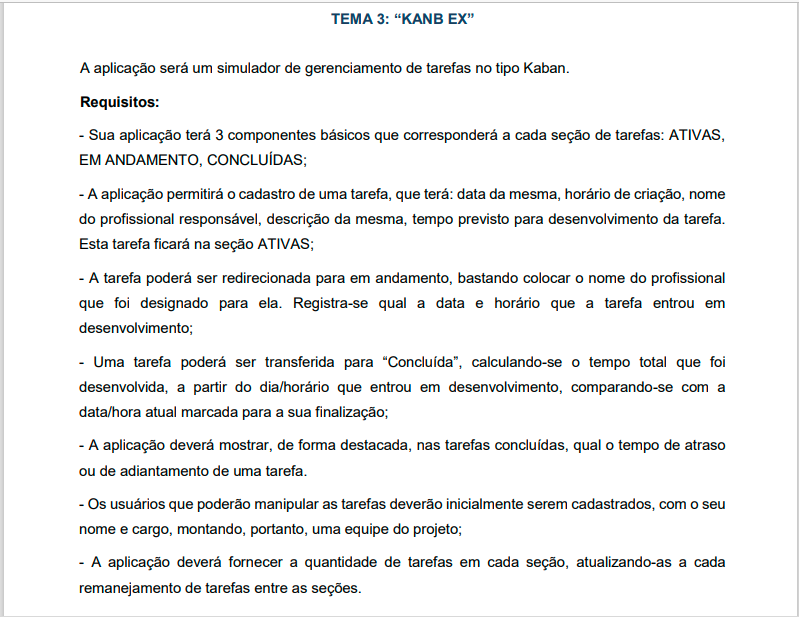 TEMA 3: “KANB EX”
A aplicação será um simulador de gerenciamento de tarefas no tipo Kaban.
Requisitos:
- Sua aplicação terá 3 componentes básicos que corresponderá a cada seção de tarefas: ATIVAS,
EM ANDAMENTO, CONCLUÍDAS;
- A aplicação permitirá o cadastro de uma tarefa, que terá: data da mesma, horário de criação, nome
do profissional responsável, descrição da mesma, tempo previsto para desenvolvimento da tarefa.
Esta tarefa ficará na seção ATIVAS;
- A tarefa poderá ser redirecionada para em andamento, bastando colocar o nome do profissional
que foi designado para ela. Registra-se qual a data e horário que a tarefa entrou em
desenvolvimento;
- Uma tarefa poderá ser transferida para “Concluída”, calculando-se o tempo total que foi
desenvolvida, a partir do dia/horário que entrou em desenvolvimento, comparando-se com a
data/hora atual marcada para a sua finalização;
- A aplicação deverá mostrar, de forma destacada, nas tarefas concluídas, qual o tempo de atraso
ou de adiantamento de uma tarefa.
- Os usuários que poderão manipular as tarefas deverão inicialmente serem cadastrados, com o seu
nome e cargo, montando, portanto, uma equipe do projeto;
- A aplicação deverá fornecer a quantidade de tarefas em cada seção, atualizando-as a cada
remanejamento de tarefas entre as seções.